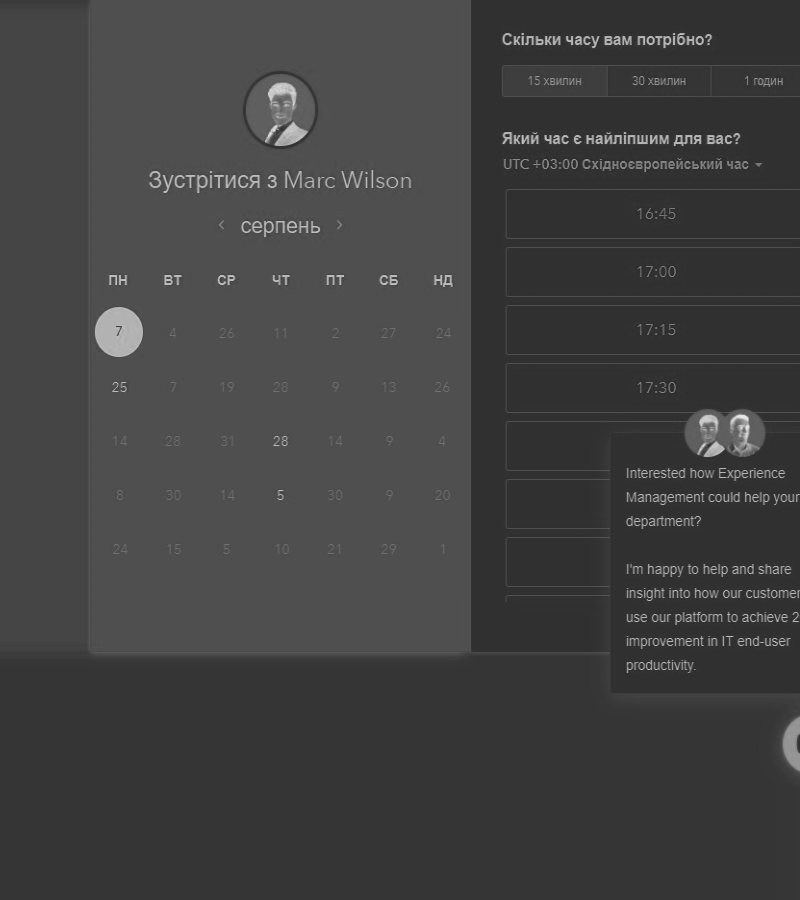 Зустрітися з Marc Wilson
серпень
ПН ВТ СР ЧТ ПТ СБ НД
7 4 26 11 2 27 24
25 7 19 28 9 13 26
14 28 31 28 14 9 4
8 30 14 5 30 9 20
24 15 5 10 21 29 1
Скільки часу вам потрібно?
15 хвилин 30 хвилин 1 годин
Який час є найліпшим для вас?
UTC +03:00 Східноєвропейський час
16:45
17:00
17:15
17:30
Interested how Experience
Management could help your
department?
I'm happy to help and share
insight into how our customer
use our platform to achieve 2
improvement in IT end-user
productivity.